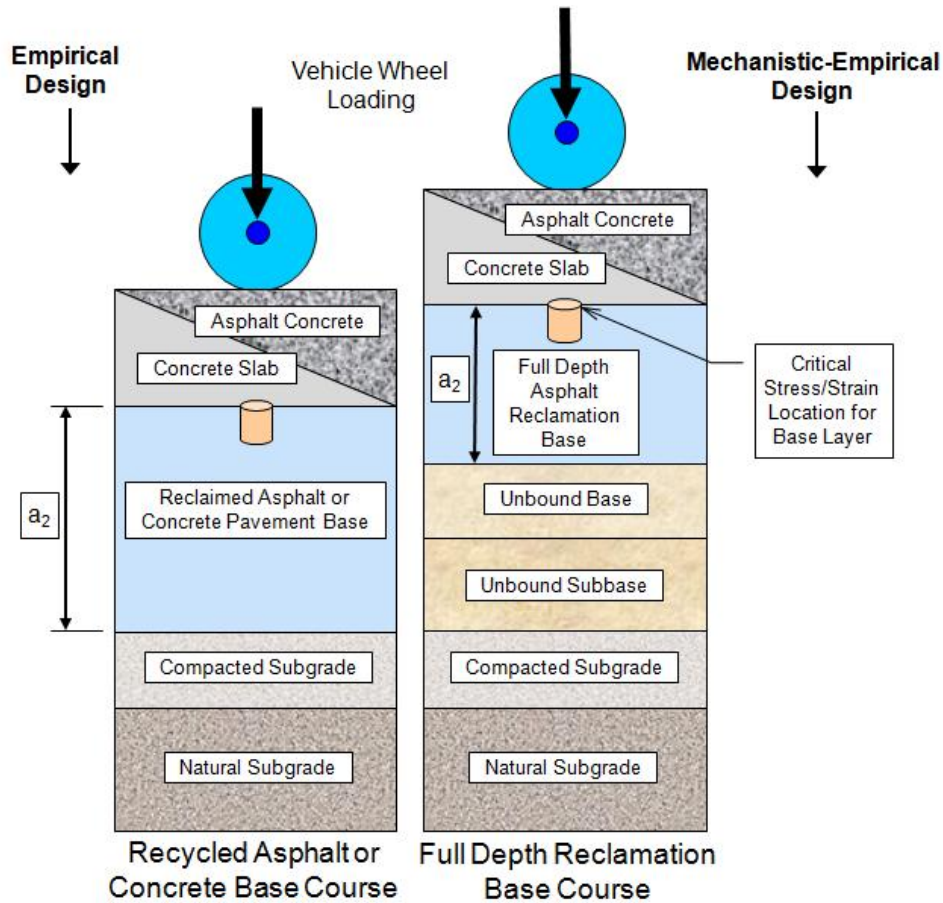 Empirical
Design
Vehicle Wheel
Loading
Mechanistic-Empirical
Design
Asphalt Concrete
Concrete Slab
a2
Reclaimed Asphalt or
Concrete Pavement Base
Compacted Subgrade
Natural Subgrade
Recycled Asphalt or
Concrete Base Course
Asphalt Concrete
Concrete Slab
a2
Full Depth
Asphalt
Reclamation
Base
Critical
Stress/Strain
Location for
Base Layer
Unbound Base
Unbound Subbase
Compacted Subgrade
Natural Subgrade
Full Depth Reclamation
Base Course